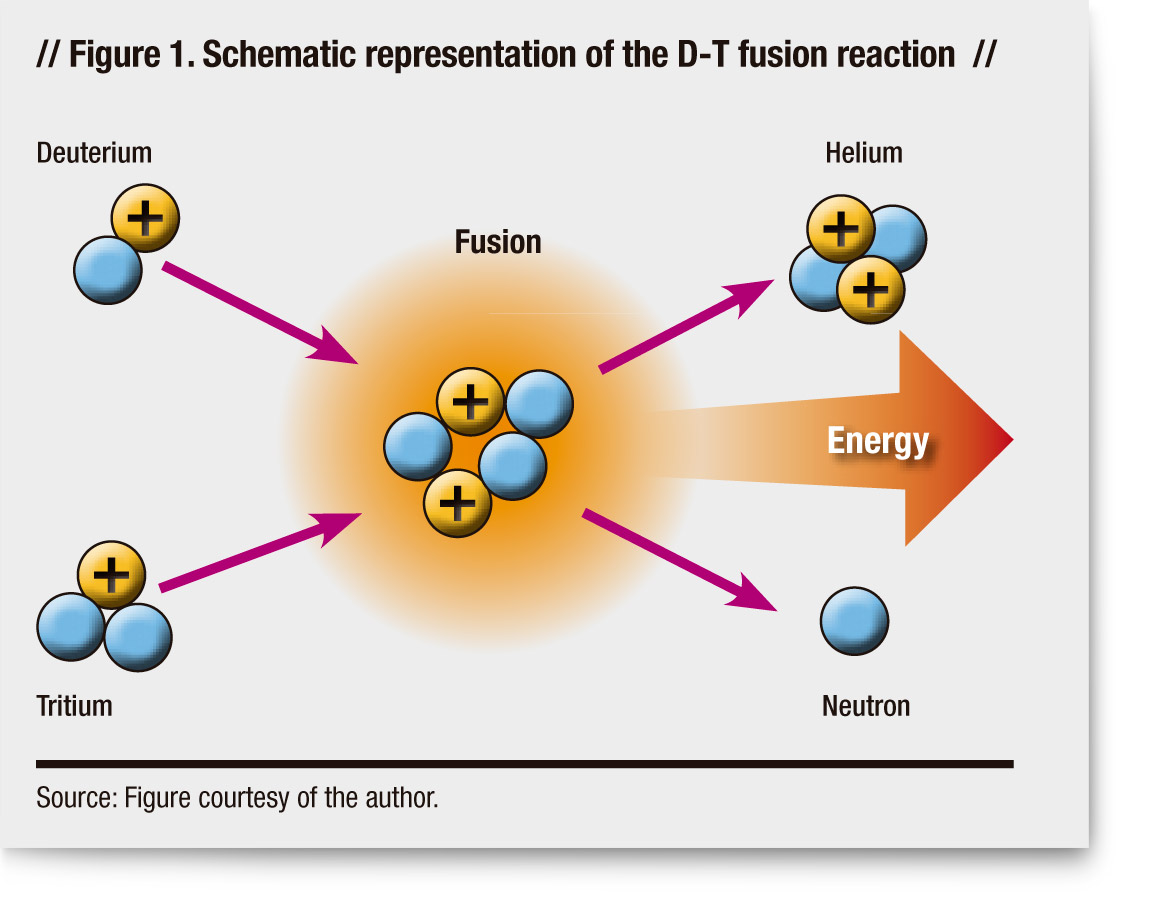 // Figure 1. Schematic representation of the D-T fusion reaction //
Deuterium
Helium
+
+
Fusion
+
+
Energy
+
+
Tritium
Neutron
Source: Figure courtesy of the author.